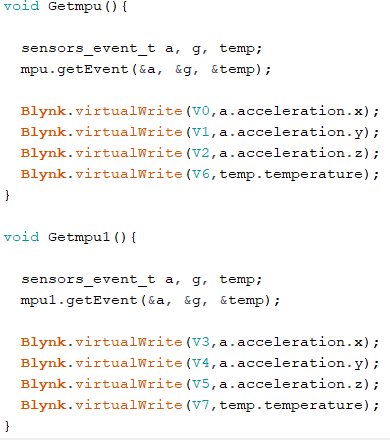 void Getmpu(){
sensors_event_t a, g, temp;
mpu.getEvent(&a, &g, &temp);
Blynk.virtualWrite(V0,a.acceleration.x);
Blynk.virtualWrite(V1,a.acceleration.y);
Blynk.virtualWrite(V2,a.acceleration.z);
Blynk.virtualWrite(V6,temp.temperature);
}
void Getmpu1(){
sensors_event_t a, g, temp;
mpu1.getEvent(&a, &g, &temp);
Blynk.virtualWrite(V3,a.acceleration.x);
Blynk.virtualWrite(V4,a.acceleration.y);
Blynk.virtualWrite(V5,a.acceleration.z);
Blynk.virtualWrite(V7,temp.temperature);
}